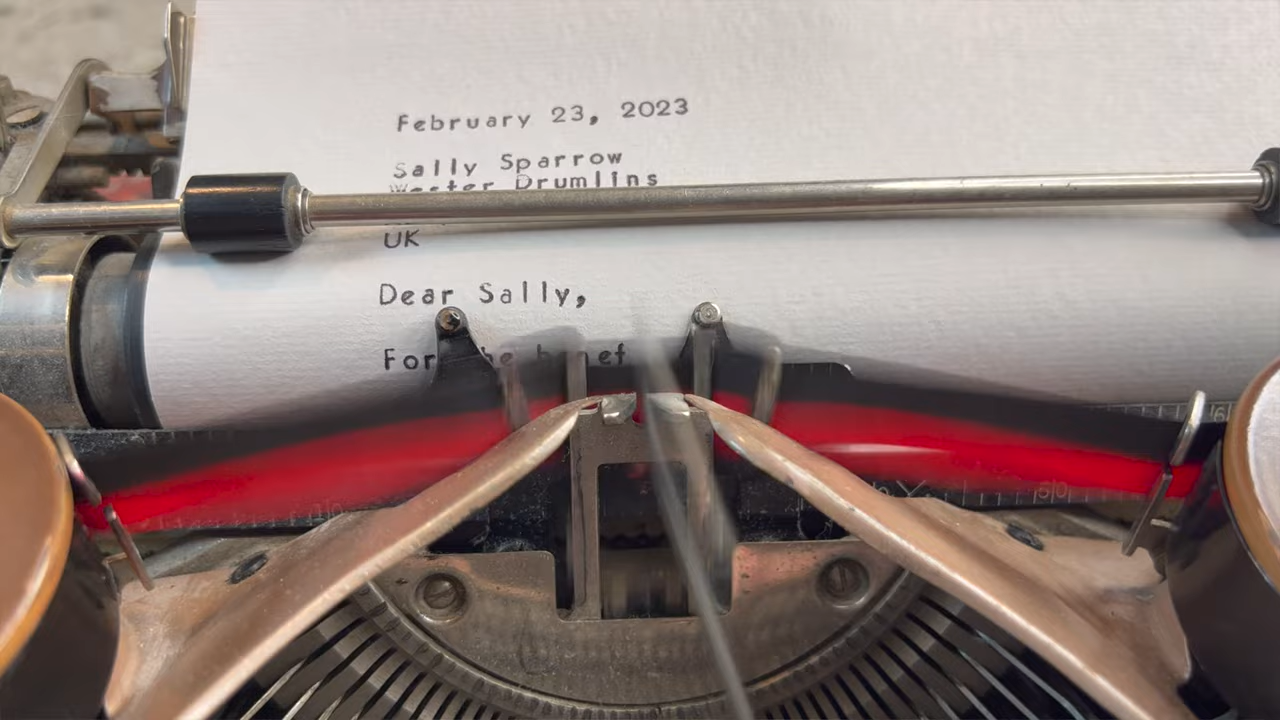 February 23, 2023
Sally Sparrow
Wester Drumlins
UK
Dear Sally,
For